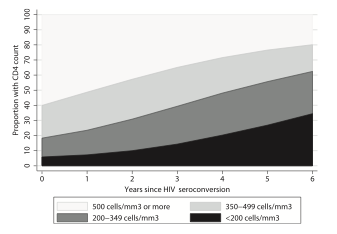 Proportion with CD4 count
100
90
80
70
60
50
40
30
20
10
0
0 1 2 3 4 5 6
Years since HIV seroconversion
500 cells/mm3 or more 350–499 cells/mm3
200–349 cells/mm3 <200 cells/mm3